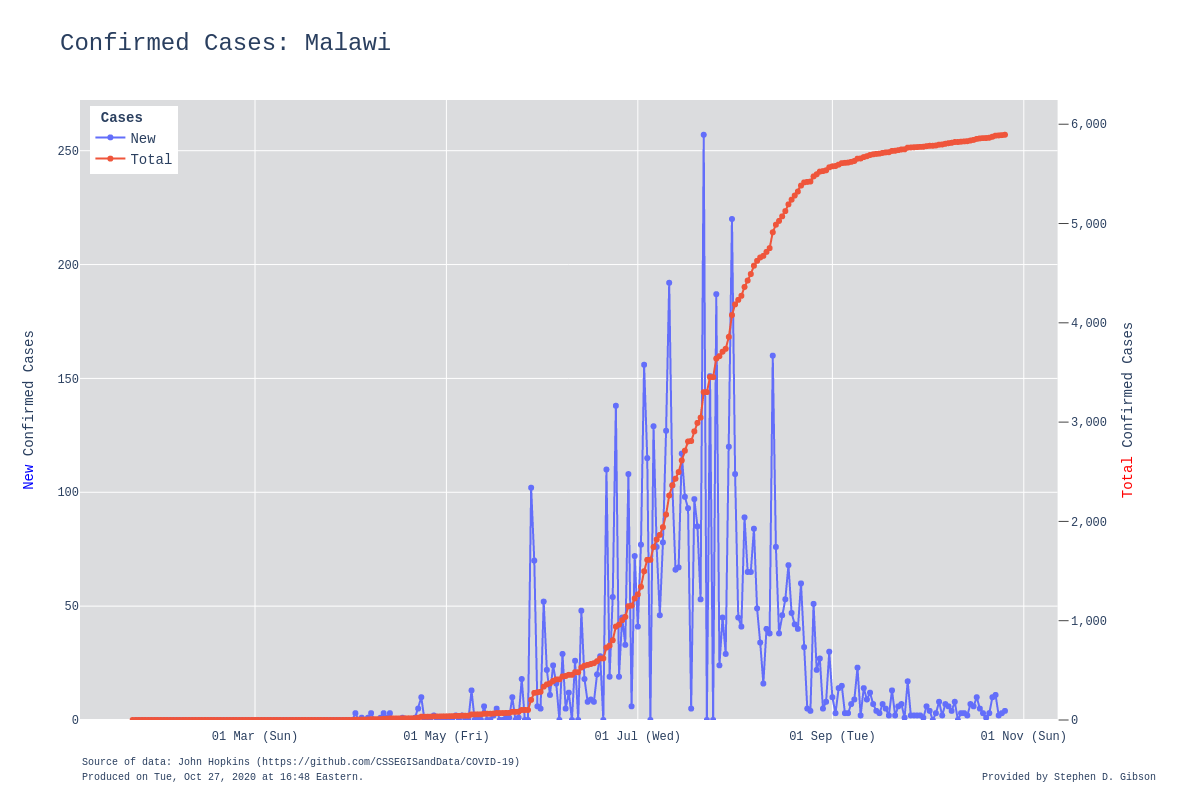 Confirmed Cases: Malawi
Cases
New
Total
250
200
150
100
50
0
6,000
5,000
4,000
3,000
2,000
1,000
0
New Confirmed Cases
Total Confirmed Cases
01 Mar (Sun)
01 May (Fri)
01 Jul (Wed)
01 Sep (Tue)
01 Nov (Sun)
Source of data: John Hopkins (https://github.com/CSSEGISandData/COVID-19)
Produced on Tue, Oct 27, 2020 at 16:48 Eastern.
Provided by Stephen D. Gibson